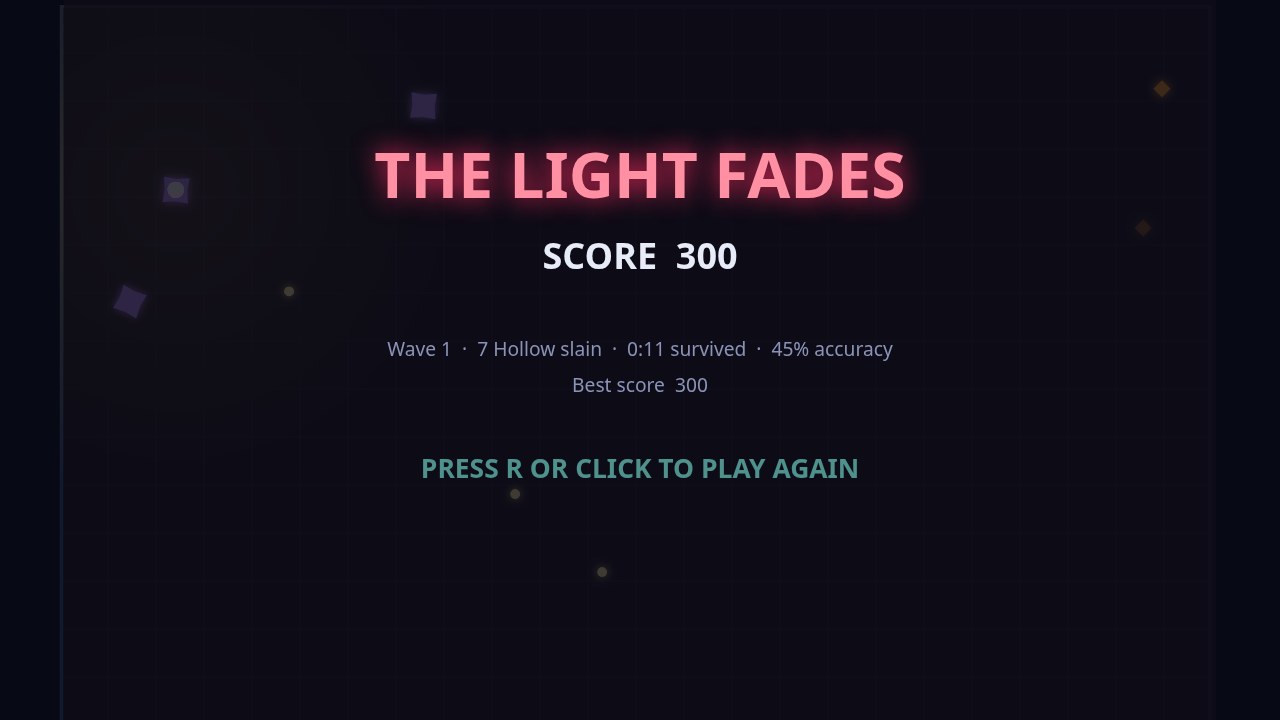 THE LIGHT FADES
SCORE 300
Wave 1 · 7 Hollow slain · 0:11 survived · 45% accuracy
Best score 300
PRESS R OR CLICK TO PLAY AGAIN